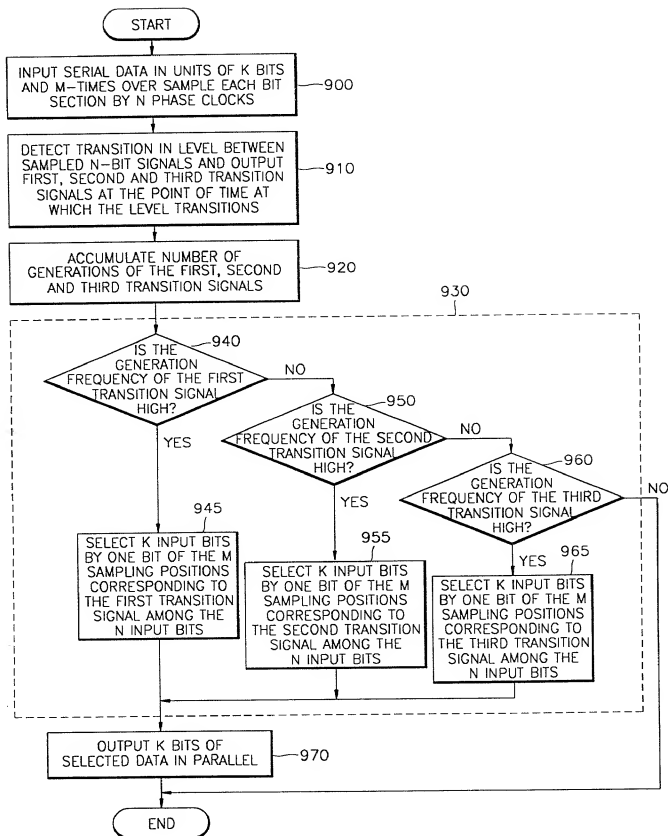 START
INPUT SERIAL DATA IN UNITS OF K BITS
AND M-TIMES OVER SAMPLE EACH BIT
SECTION BY N PHASE CLOCKS
900
DETECT TRANSITION IN LEVEL BETWEEN
SAMPLED N-BIT SIGNALS AND OUTPUT
FIRST, SECOND AND THIRD TRANSITION
SIGNALS AT THE POINT OF TIME AT
WHICH THE LEVEL TRANSITIONS
910
ACCUMULATE NUMBER OF
GENERATIONS OF THE FIRST, SECOND
AND THIRD TRANSITION SIGNALS
920
930
IS THE
GENERATION
FREQUENCY OF THE FIRST
TRANSITION SIGNAL
HIGH?
940
NO
YES
IS THE
GENERATION
FREQUENCY OF THE SECOND
TRANSITION SIGNAL
HIGH?
950
NO
YES
IS THE
GENERATION
FREQUENCY OF THE THIRD
TRANSITION SIGNAL
HIGH?
960
NO
YES
945
SELECT K INPUT BITS
BY ONE BIT OF THE M
SAMPLING POSITIONS
CORRESPONDING TO
THE FIRST TRANSITION
SIGNAL AMONG THE
N INPUT BITS
955
SELECT K INPUT BITS
BY ONE BIT OF THE M
SAMPLING POSITIONS
CORRESPONDING TO
THE SECOND TRANSITION
SIGNAL AMONG THE
N INPUT BITS
965
SELECT K INPUT BITS
BY ONE BIT OF THE M
SAMPLING POSITIONS
CORRESPONDING TO
THE THIRD TRANSITION
SIGNAL AMONG THE
N INPUT BITS
OUTPUT K BITS OF
SELECTED DATA IN PARALLEL
970
END